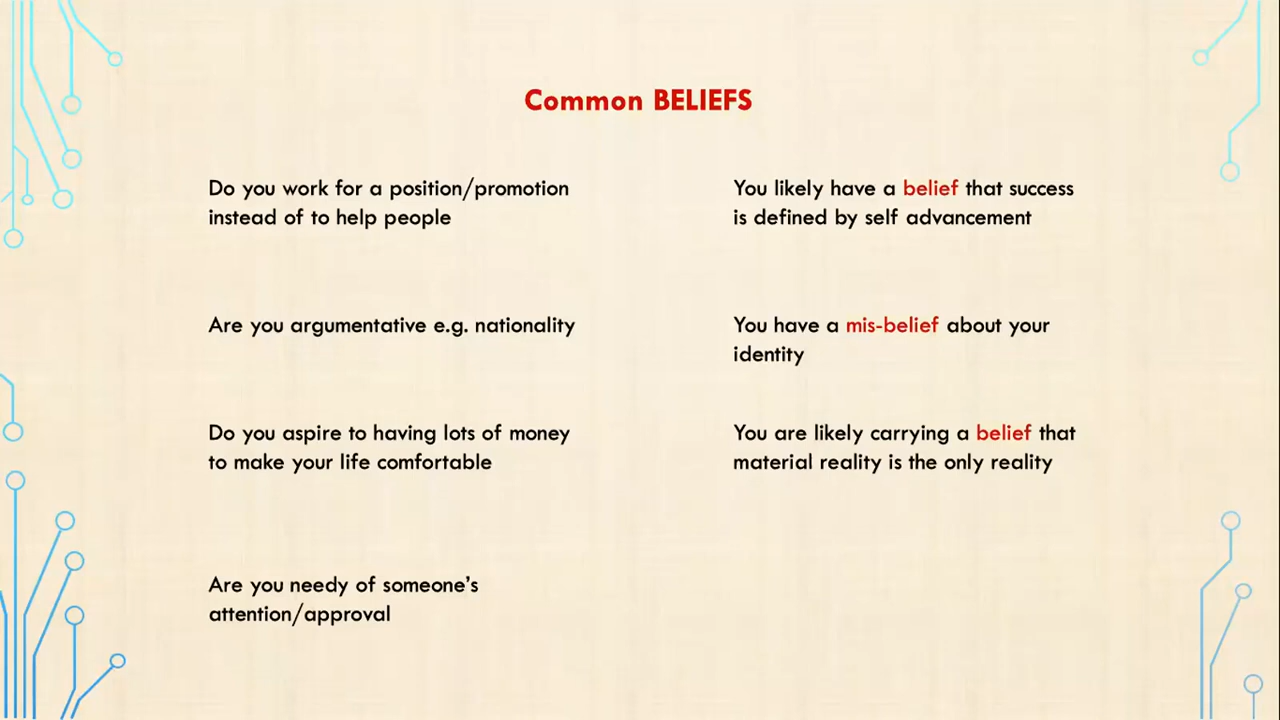 Common BELIEFS
Do you work for a position/promotion
instead of to help people
You likely have a belief that success
is defined by self advancement
Are you argumentative e.g. nationality
You have a mis-belief about your
identity
Do you aspire to having lots of money
to make your life comfortable
You are likely carrying a belief that
material reality is the only reality
Are you needy of someone’s
attention/approval